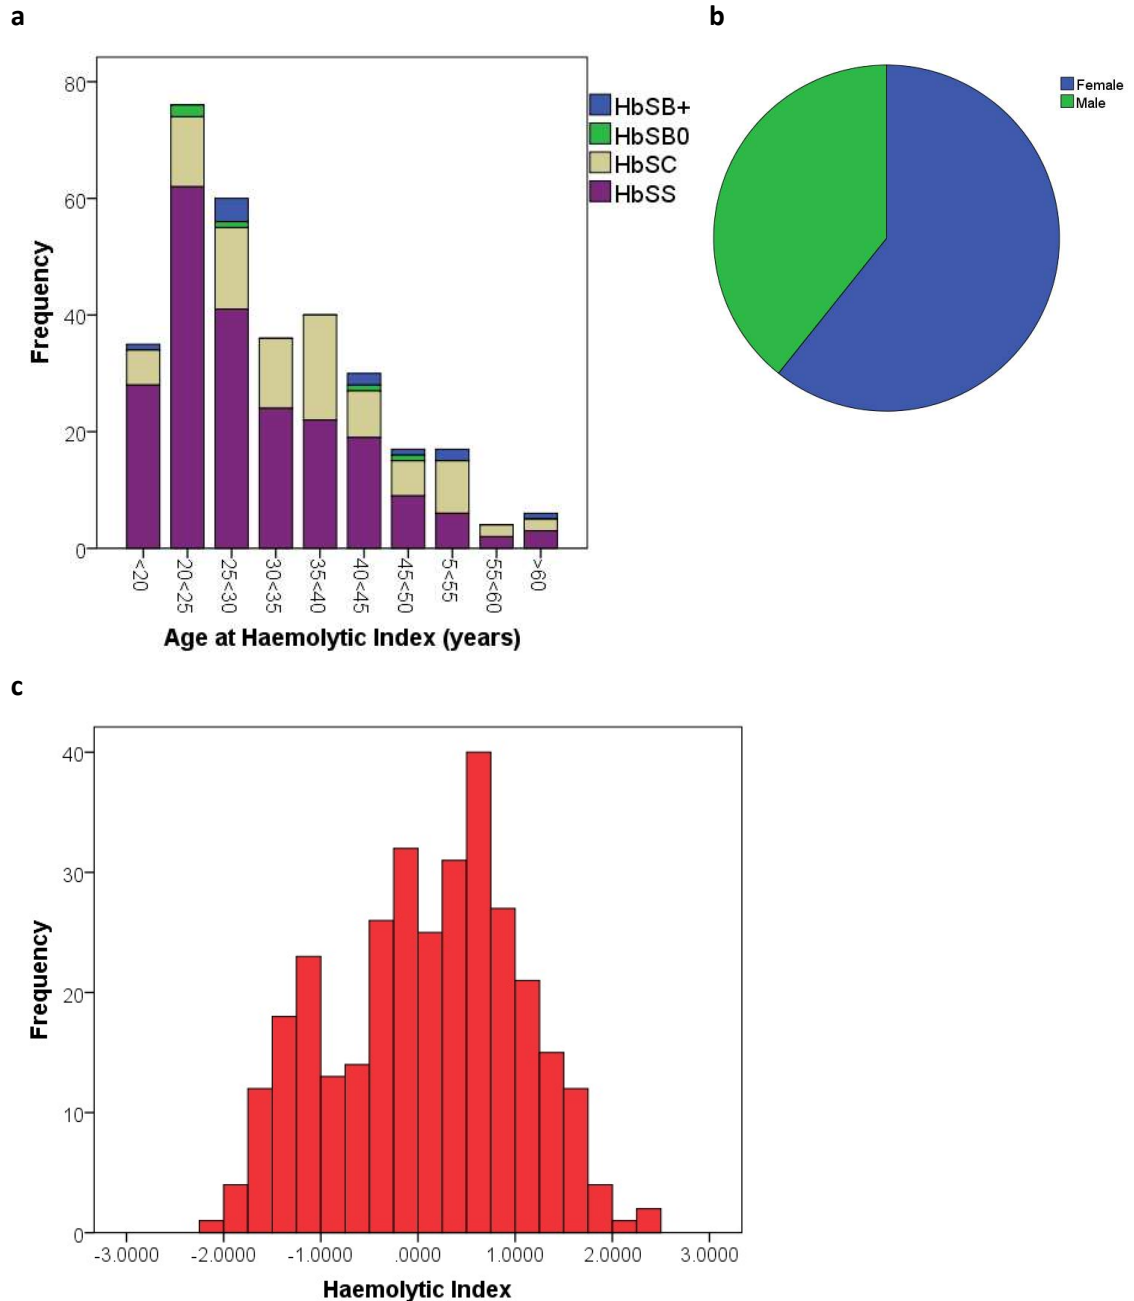 a
b
80
60
40
20
0
Frequency
HbSB+
HbSB0
HbSC
HbSS
<20
20<25
25<30
30<35
35<40
40<45
45<50
5<55
55<60
>60
Age at Haemolytic Index (years)
Female
Male
c
40
30
20
10
0
Frequency
-3.0000
-2.0000
-1.0000
.0000
1.0000
2.0000
3.0000
Haemolytic Index